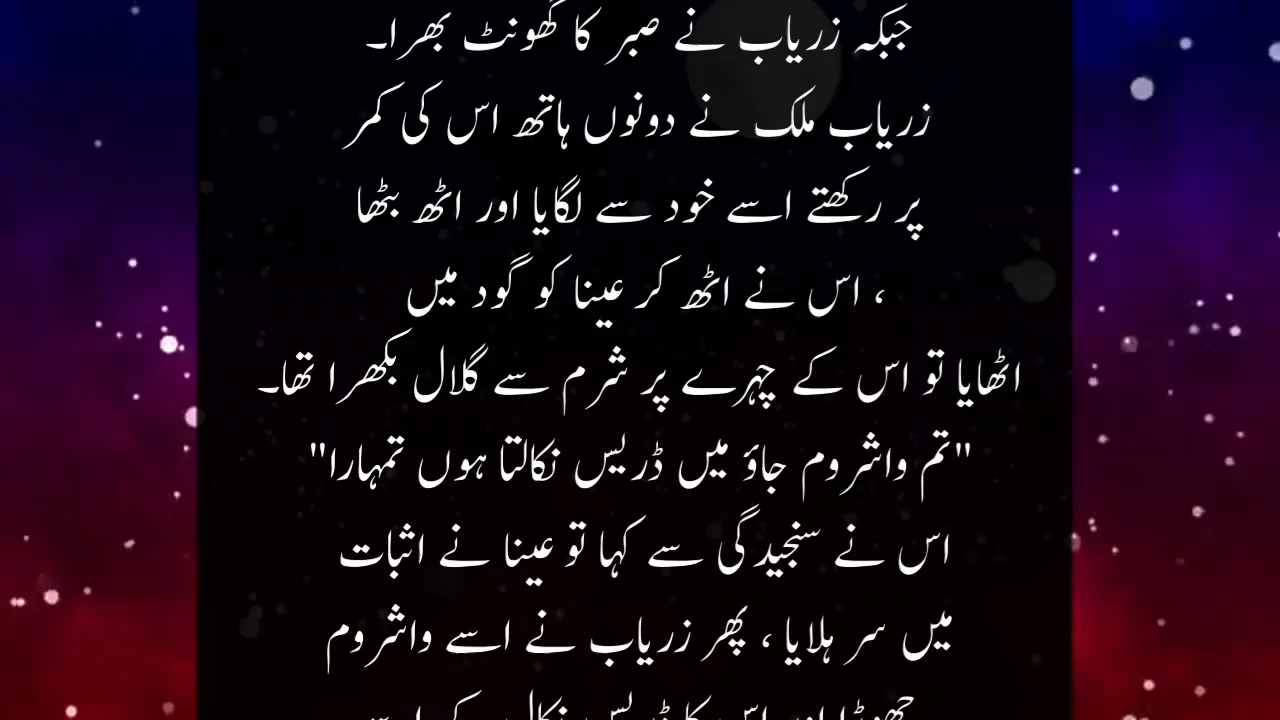 جبکہ زریاب نے صبر کا گھونٹ بھرا۔
زریاب ملک نے دونوں ہاتھ اس کی کمر
پر رکھتے اسے خود سے لگایا اور اٹھ بٹھا
، اس نے اٹھ کر عینا کو گود میں
اٹھایا تو اس کے چہرے پر شرم سے گلال بکھرا تھا۔
"تم واشروم جاؤ میں ڈریس نکالتا ہوں تمہارا"
اس نے سنجیدگی سے کہا تو عینا نے اثبات
میں سر ہلایا ، پھر زریاب نے اسے واشروم